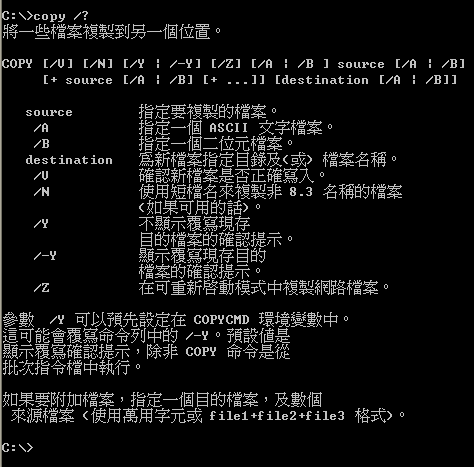 C:\>copy /?
將一些檔案複製到另一個位置。
COPY [/V] [/N] [/Y ¦ /-Y] [/Z] [/A ¦ /B ] source [/A ¦ /B]
[+ source [/A ¦ /B] [+ ...]] [destination [/A ¦ /B]]
source 指定要複製的檔案。
/A 指定一個 ASCII 文字檔案。
/B 指定一個二位元檔案。
destination 為新檔案指定目錄及(或) 檔案名稱。
/V 確認新檔案是否正確寫入。
/N 使用短檔名來複製非 8.3 名稱的檔案
(如果可用的話)。
/Y 不顯示覆寫現存
目的檔案的確認提示。
/-Y 顯示覆寫現存目的
檔案的確認提示。
/Z 在可重新啟動模式中複製網路檔案。
參數 /Y 可以預先設定在 COPYCMD 環境變數中。
這可能會覆寫命令列中的 /-Y。預設值是
顯示覆寫確認提示，除非 COPY 命令是從
批次指令檔中執行。
如果要附加檔案，指定一個目的檔案，及數個
來源檔案 (使用萬用字元或 file1+file2+file3 格式)。
C:\>